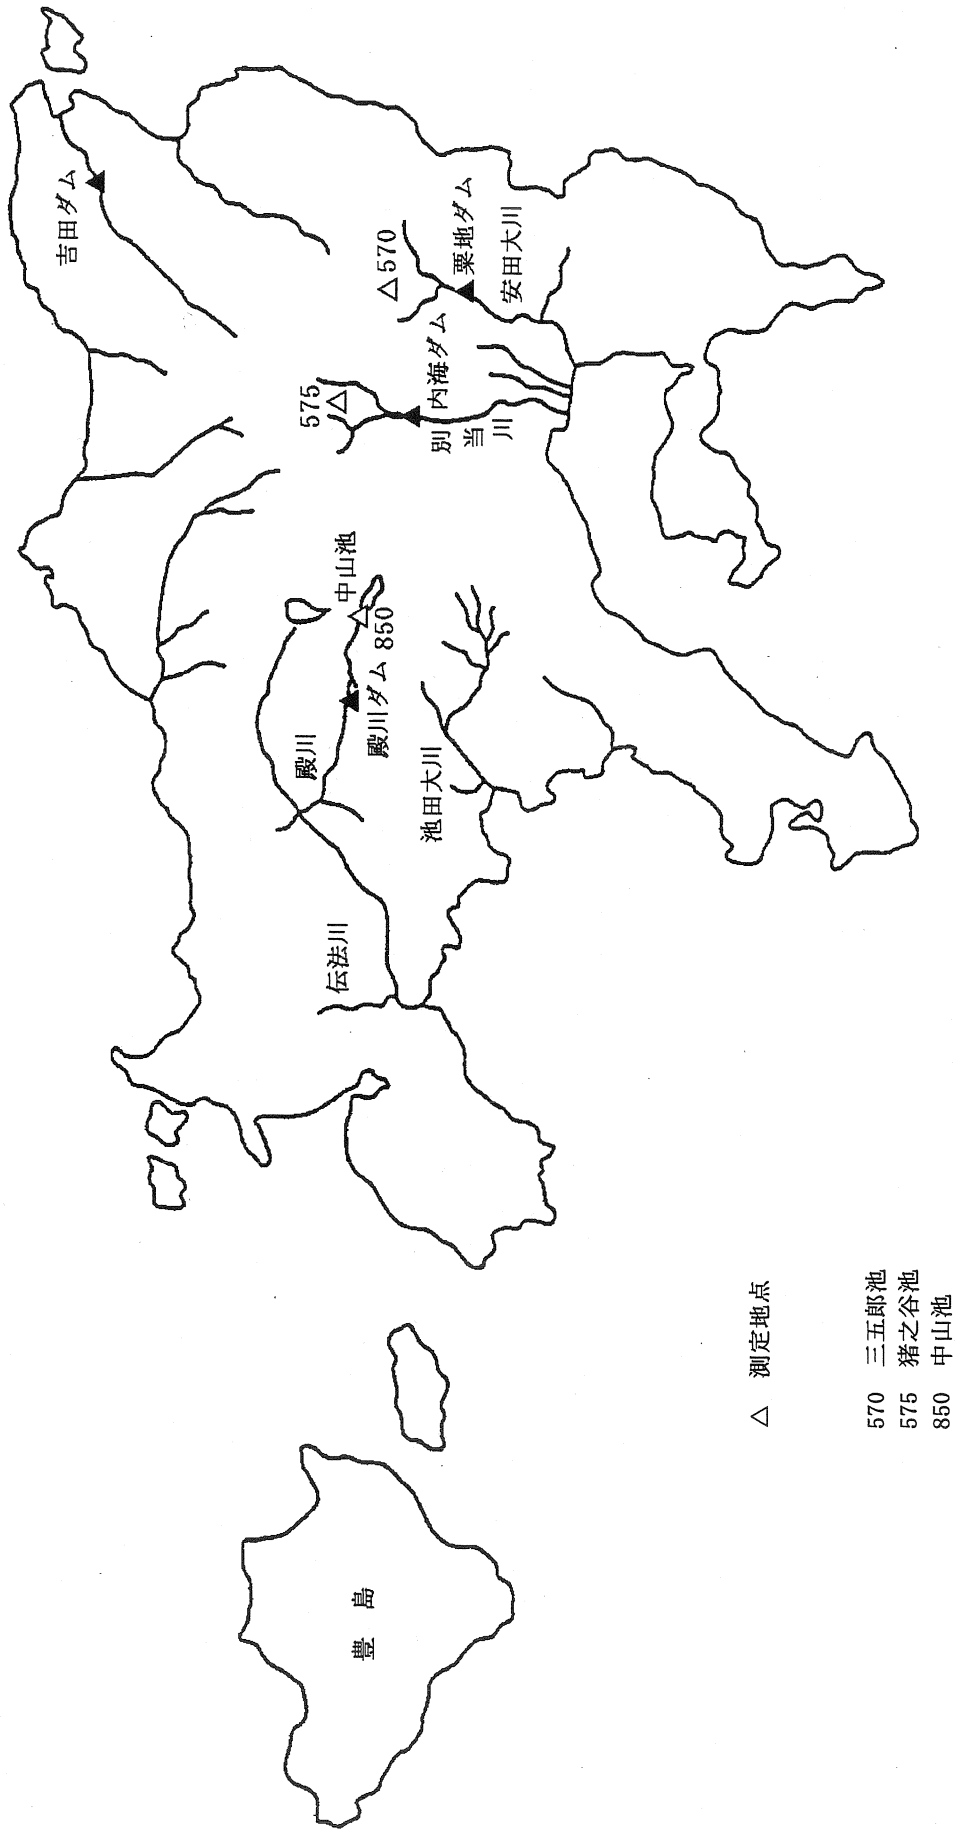 吉田ダム
△570
粟地ダム
安田大川
575
△
内海ダム
別当川
中山池
△
850
殿川ダム
殿川
池田大川
伝法川
豊島
△ 測定地点
570 三五郎池
575 猪之谷池
850 中山池